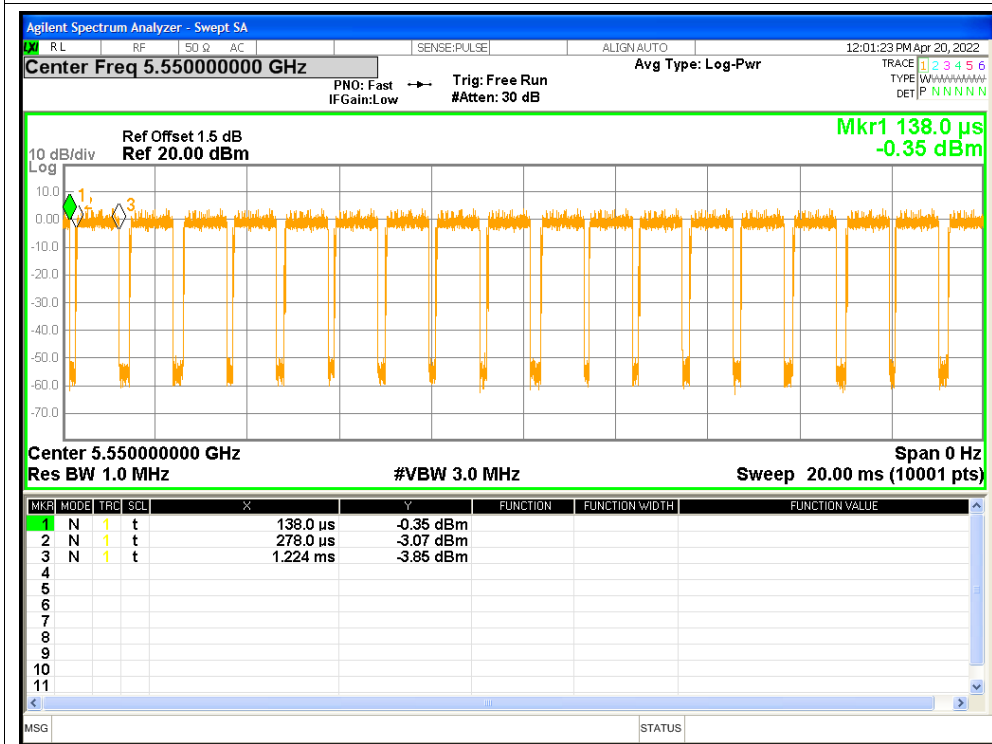 Agilent Spectrum Analyzer - Swept SA
LXI RL RF 50 Ω AC SENSE:PULSE ALIGN AUTO 12:01:23 PM Apr 20, 2022
Center Freq 5.550000000 GHz Avg Type: Log-Pwr TRACE 1 2 3 4 5 6
PNO: Fast Trig: Free Run TYPE W
IFGain:Low #Atten: 30 dB DET P N N N N N
Mkr1 138.0 µs
Ref Offset 1.5 dB
10 dB/div Ref 20.00 dBm -0.35 dBm
Log
10.0
1 2 3
0.00
-10.0
-20.0
-30.0
-40.0
-50.0
-60.0
-70.0
Center 5.550000000 GHz Span 0 Hz
Res BW 1.0 MHz #VBW 3.0 MHz Sweep 20.00 ms (10001 pts)
MKR MODE TRC SCL X Y FUNCTION FUNCTION WIDTH FUNCTION VALUE
1 N 1 t 138.0 µs -0.35 dBm
2 N 1 t 278.0 µs -3.07 dBm
3 N 1 t 1.224 ms -3.85 dBm
4
5
6
7
8
9
10
11
MSG STATUS